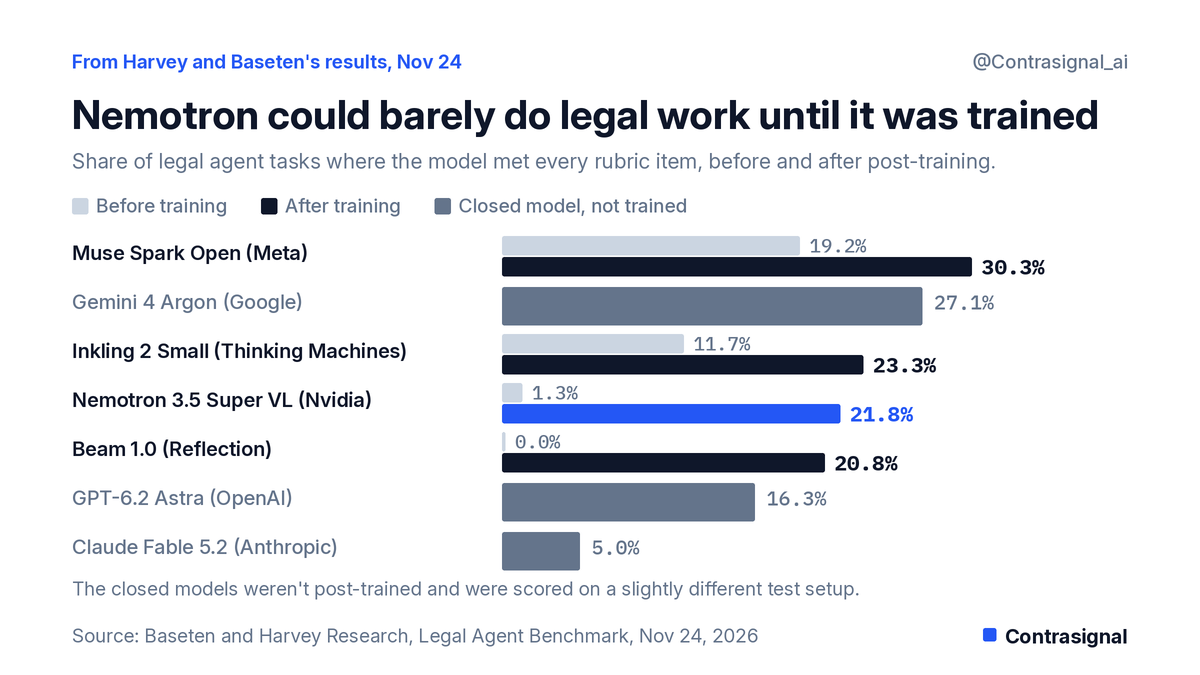 From Harvey and Baseten's results, Nov 24
@Contrasignal_ai
Nemotron could barely do legal work until it was trained
Share of legal agent tasks where the model met every rubric item, before and after post-training.
Before training
After training
Closed model, not trained
Muse Spark Open (Meta)
19.2%
30.3%
Gemini 4 Argon (Google)
27.1%
Inkling 2 Small (Thinking Machines)
11.7%
23.3%
Nemotron 3.5 Super VL (Nvidia)
1.3%
21.8%
Beam 1.0 (Reflection)
0.0%
20.8%
GPT-6.2 Astra (OpenAI)
16.3%
Claude Fable 5.2 (Anthropic)
5.0%
The closed models weren't post-trained and were scored on a slightly different test setup.
Source: Baseten and Harvey Research, Legal Agent Benchmark, Nov 24, 2026
Contrasignal